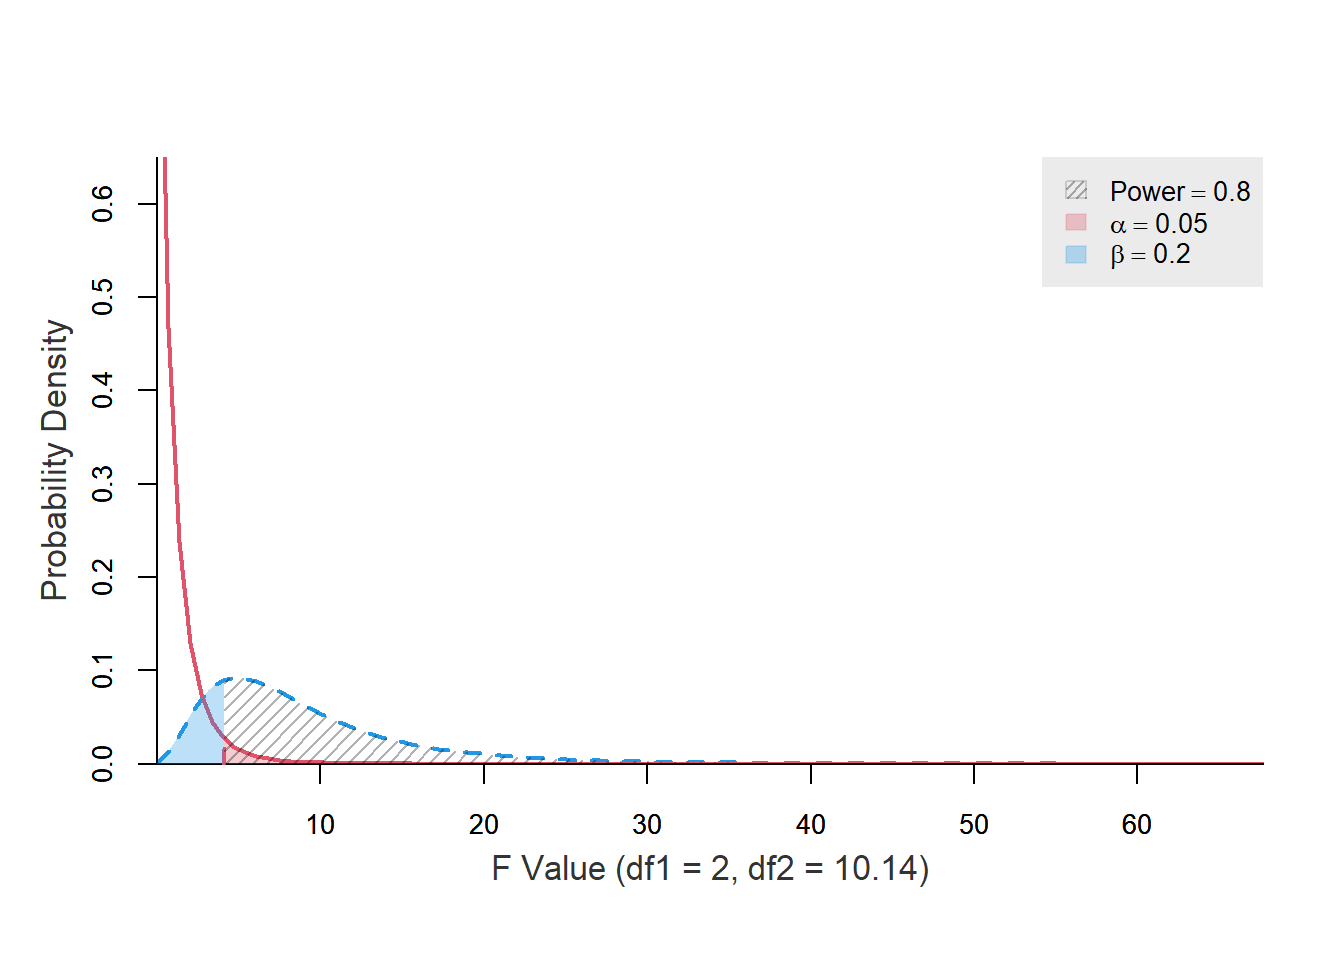 Power = 0.8
α = 0.05
β = 0.2
Probability Density
0.6
0.5
0.4
0.3
0.2
0.1
0.0
10 20 30 40 50 60
F Value (df1 = 2, df2 = 10.14)